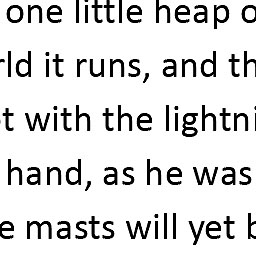 one little heap o
rld it runs, and th
t with the lightni
hand, as he was
e masts will yet b